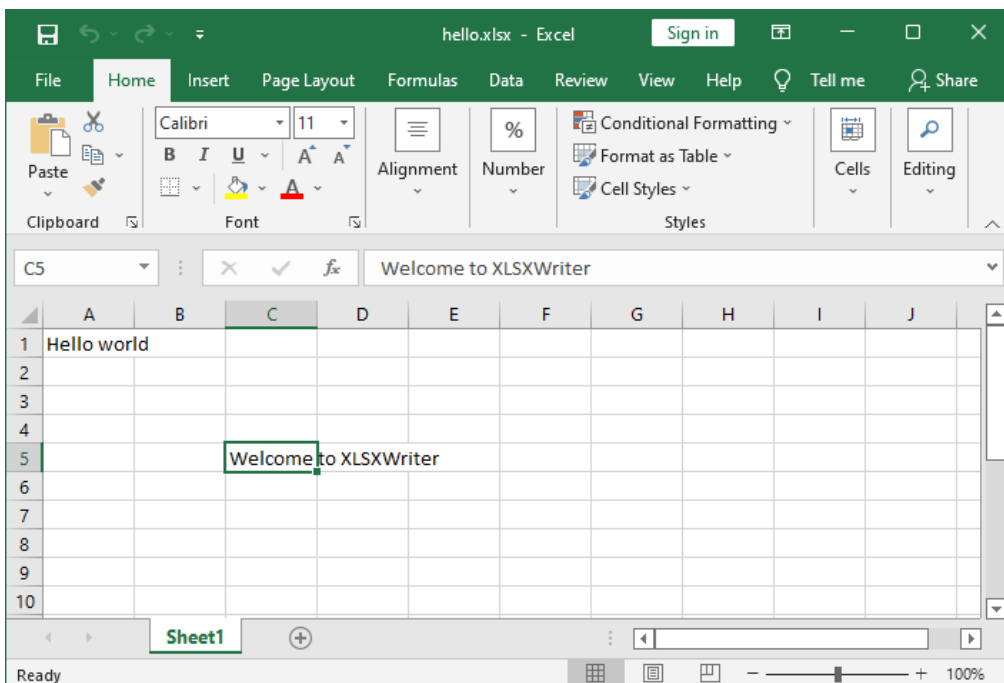 hello.xlsx - Excel Sign in
File Home Insert Page Layout Formulas Data Review View Help Tell me Share
Calibri 11 % Conditional Formatting
Paste B I U A A Alignment Number Format as Table Cells Editing
A Cell Styles
Clipboard Font Styles
C5 fx Welcome to XLSXWriter
A B C D E F G H I J
1 Hello world
2
3
4
5 Welcome to XLSXWriter
6
7
8
9
10
Sheet1
Ready 100%